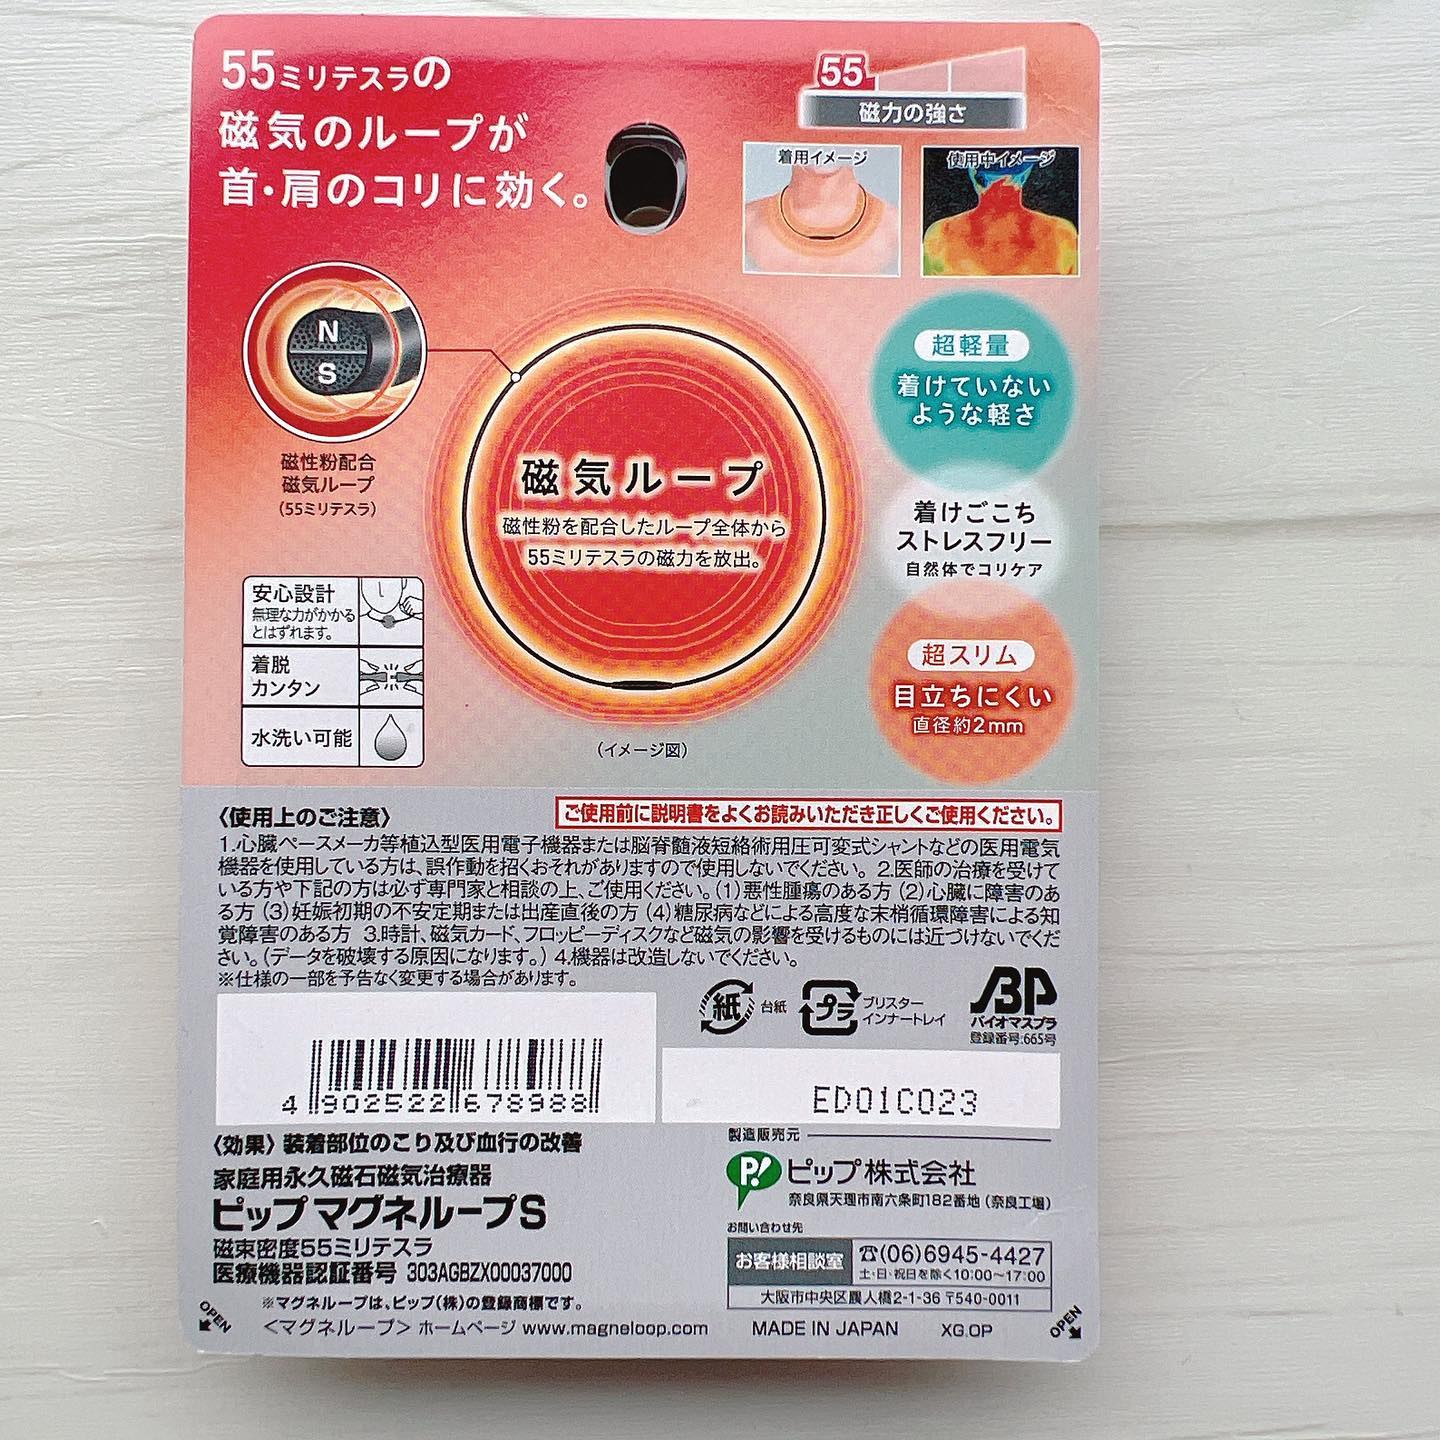 55ミリテスラの
磁気のループが
首・肩のコリに効く。
55
磁力の強さ
着用イメージ
使用中イメージ
N
S
磁性粉配合
磁気ループ
(55ミリテスラ)
磁気ループ
磁性粉を配合したループ全体から
55ミリテスラの磁力を放出。
(イメージ図)
超軽量
着けていない
ような軽さ
着けごこち
ストレスフリー
自然体でコリケア
超スリム
目立ちにくい
直径約2mm
安心設計
無理な力がかかる
とはずれます。
着脱
カンタン
水洗い可能
〈使用上のご注意〉
ご使用前に説明書をよくお読みいただき正しくご使用ください。
1.心臓ペースメーカ等植込型医用電子機器または脳脊髄液短絡術用圧可変式シャントなどの医用電気
機器を使用している方は、誤作動を招くおそれがありますので使用しないでください。 2.医師の治療を受けて
いる方や下記の方は必ず専門家と相談の上、ご使用ください。(1)悪性腫瘍のある方 (2)心臓に障害のあ
る方 (3)妊娠初期の不安定期または出産直後の方 (4)糖尿病などによる高度な末梢循環障害による知
覚障害のある方 3.時計、磁気カード、フロッピーディスクなど磁気の影響を受けるものには近づけないでくだ
さい。(データを破壊する原因になります。) 4.機器は改造しないでください。
※仕様の一部を予告なく変更する場合があります。
紙 台紙
プラ ブリスター
インナートレイ
BP
バイオマスプラ
登録番号:665号
4 902522 678988
ED01C023
〈効果〉 装着部位のこり及び血行の改善
家庭用永久磁石磁気治療器
ピップ マグネループS
磁束密度55ミリテスラ
医療機器認証番号 303AGBZX00037000
※マグネループは、ピップ(株)の登録商標です。
製造販売元
P! ピップ株式会社
奈良県天理市南六条町182番地 (奈良工場)
お問い合わせ先
お客様相談室 ☎(06)6945-4427
土・日・祝日を除く10:00〜17:00
大阪市中央区農人橋2-1-36 〒540-0011
OPEN
<マグネループ> ホームページ www.magneloop.com
MADE IN JAPAN XG.OP
OPEN